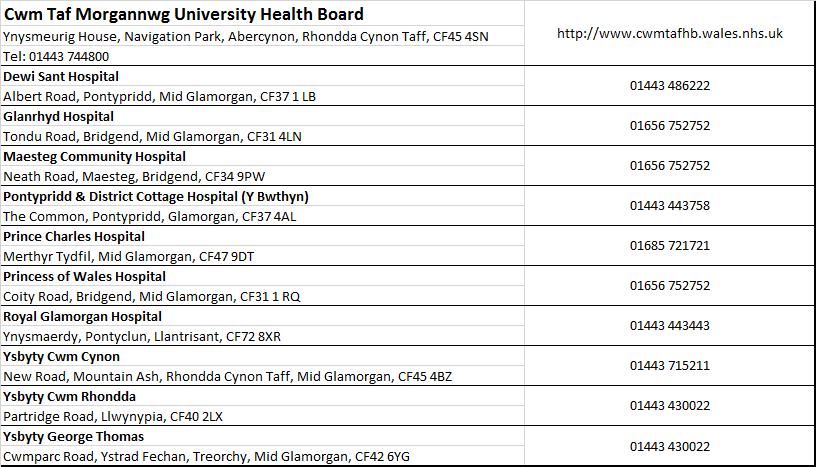 Cwm Taf Morgannwg University Health Board
Ynysmeurig House, Navigation Park, Abercynon, Rhondda Cynon Taff, CF45 4SN
Tel: 01443 744800
http://www.cwmtafhb.wales.nhs.uk
Dewi Sant Hospital
Albert Road, Pontypridd, Mid Glamorgan, CF37 1 LB
01443 486222
Glanrhyd Hospital
Tondu Road, Bridgend, Mid Glamorgan, CF31 4LN
01656 752752
Maesteg Community Hospital
Neath Road, Maesteg, Bridgend, CF34 9PW
01656 752752
Pontypridd & District Cottage Hospital (Y Bwthyn)
The Common, Pontypridd, Glamorgan, CF37 4AL
01443 443758
Prince Charles Hospital
Merthyr Tydfil, Mid Glamorgan, CF47 9DT
01685 721721
Princess of Wales Hospital
Coity Road, Bridgend, Mid Glamorgan, CF31 1 RQ
01656 752752
Royal Glamorgan Hospital
Ynysmaerdy, Pontyclun, Llantrisant, CF72 8XR
01443 443443
Ysbyty Cwm Cynon
New Road, Mountain Ash, Rhondda Cynon Taff, Mid Glamorgan, CF45 4BZ
01443 715211
Ysbyty Cwm Rhondda
Partridge Road, Llwynypia, CF40 2LX
01443 430022
Ysbyty George Thomas
Cwmparc Road, Ystrad Fechan, Treorchy, Mid Glamorgan, CF42 6YG
01443 430022